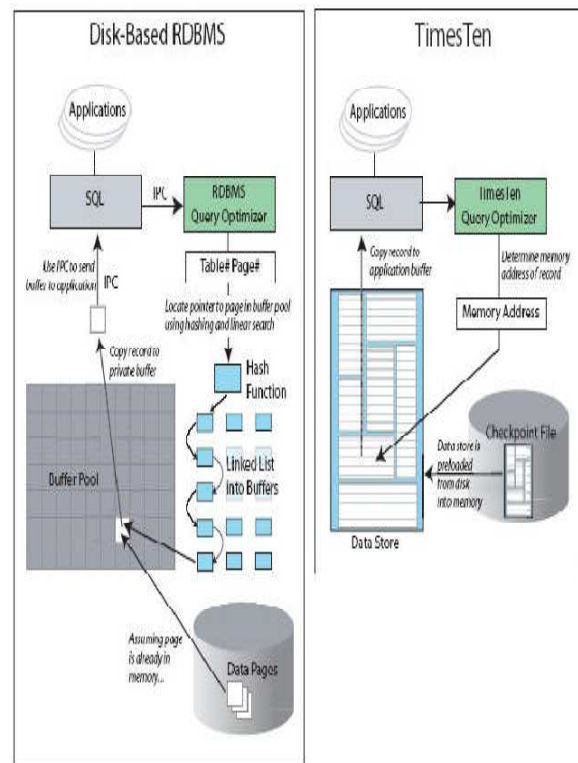 Disk-Based RDBMS
Applications
SQL
IPC
RDBMS
Query Optimizer
Use IPC to send
buffer to application
IPC
Table# Page#
Locate pointer to page in buffer pool
using hashing and linear search
Copy record to
private buffer
Hash
Function
Buffer Pool
Linked List
into Buffers
Assuming page
is already in
memory...
Data Pages
TimesTen
Applications
SQL
TimesTen
Query Optimizer
Copy record to
application buffer
Determine memory
address of record
Memory Address
Checkpoint File
Data store is
preloaded
from disk
into memory
Data Store